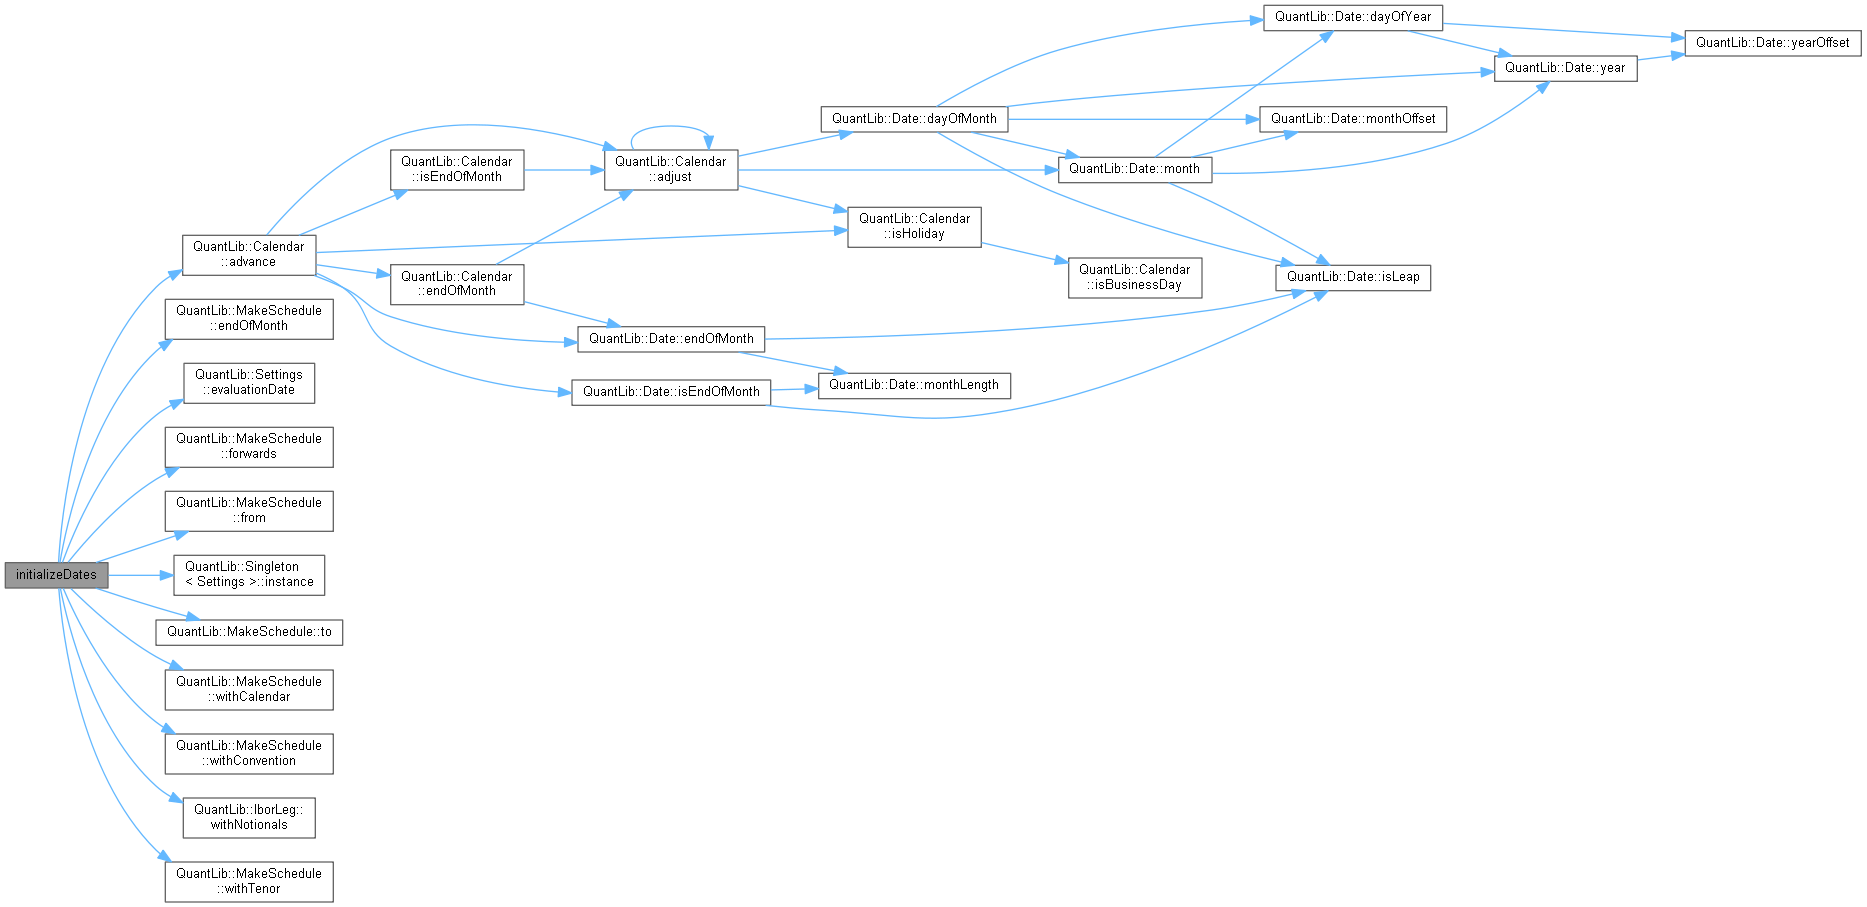 initializeDates
QuantLib::Calendar
::advance
QuantLib::MakeSchedule
::endOfMonth
QuantLib::Settings
::evaluationDate
QuantLib::MakeSchedule
::forwards
QuantLib::MakeSchedule
::from
QuantLib::Singleton
< Settings >::instance
QuantLib::MakeSchedule::to
QuantLib::MakeSchedule
::withCalendar
QuantLib::MakeSchedule
::withConvention
QuantLib::IborLeg::
withNotionals
QuantLib::MakeSchedule
::withTenor
QuantLib::Calendar
::isEndOfMonth
QuantLib::Calendar
::endOfMonth
QuantLib::Calendar
::adjust
QuantLib::Date::endOfMonth
QuantLib::Date::isEndOfMonth
QuantLib::Date::dayOfMonth
QuantLib::Calendar
::isHoliday
QuantLib::Date::monthLength
QuantLib::Date::month
QuantLib::Calendar
::isBusinessDay
QuantLib::Date::dayOfYear
QuantLib::Date::monthOffset
QuantLib::Date::isLeap
QuantLib::Date::year
QuantLib::Date::yearOffset